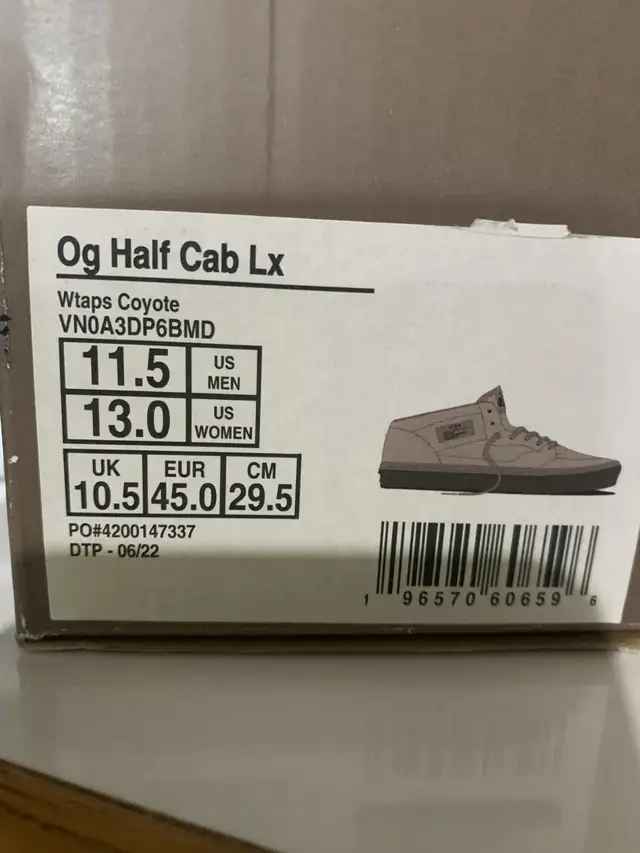 Og Half Cab Lx
Wtaps Coyote
VN0A3DP6BMD
11.5 US MEN
13.0 US WOMEN
UK EUR CM
10.5 45.0 29.5
PO#4200147337
DTP - 06/22
1 96570 60659 6